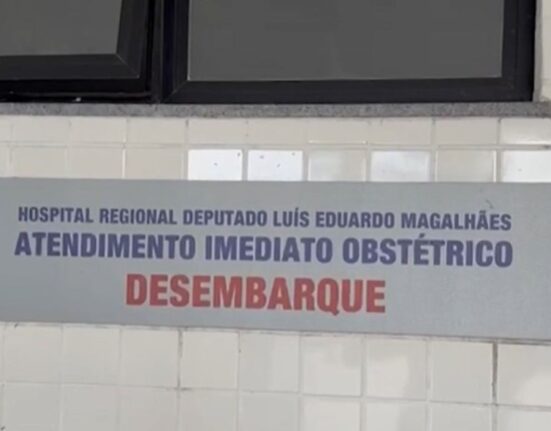 HOSPITAL REGIONAL DEPUTADO LUÍS EDUARDO MAGALHÃES
ATENDIMENTO IMEDIATO OBSTÉTRICO
DESEMBARQUE